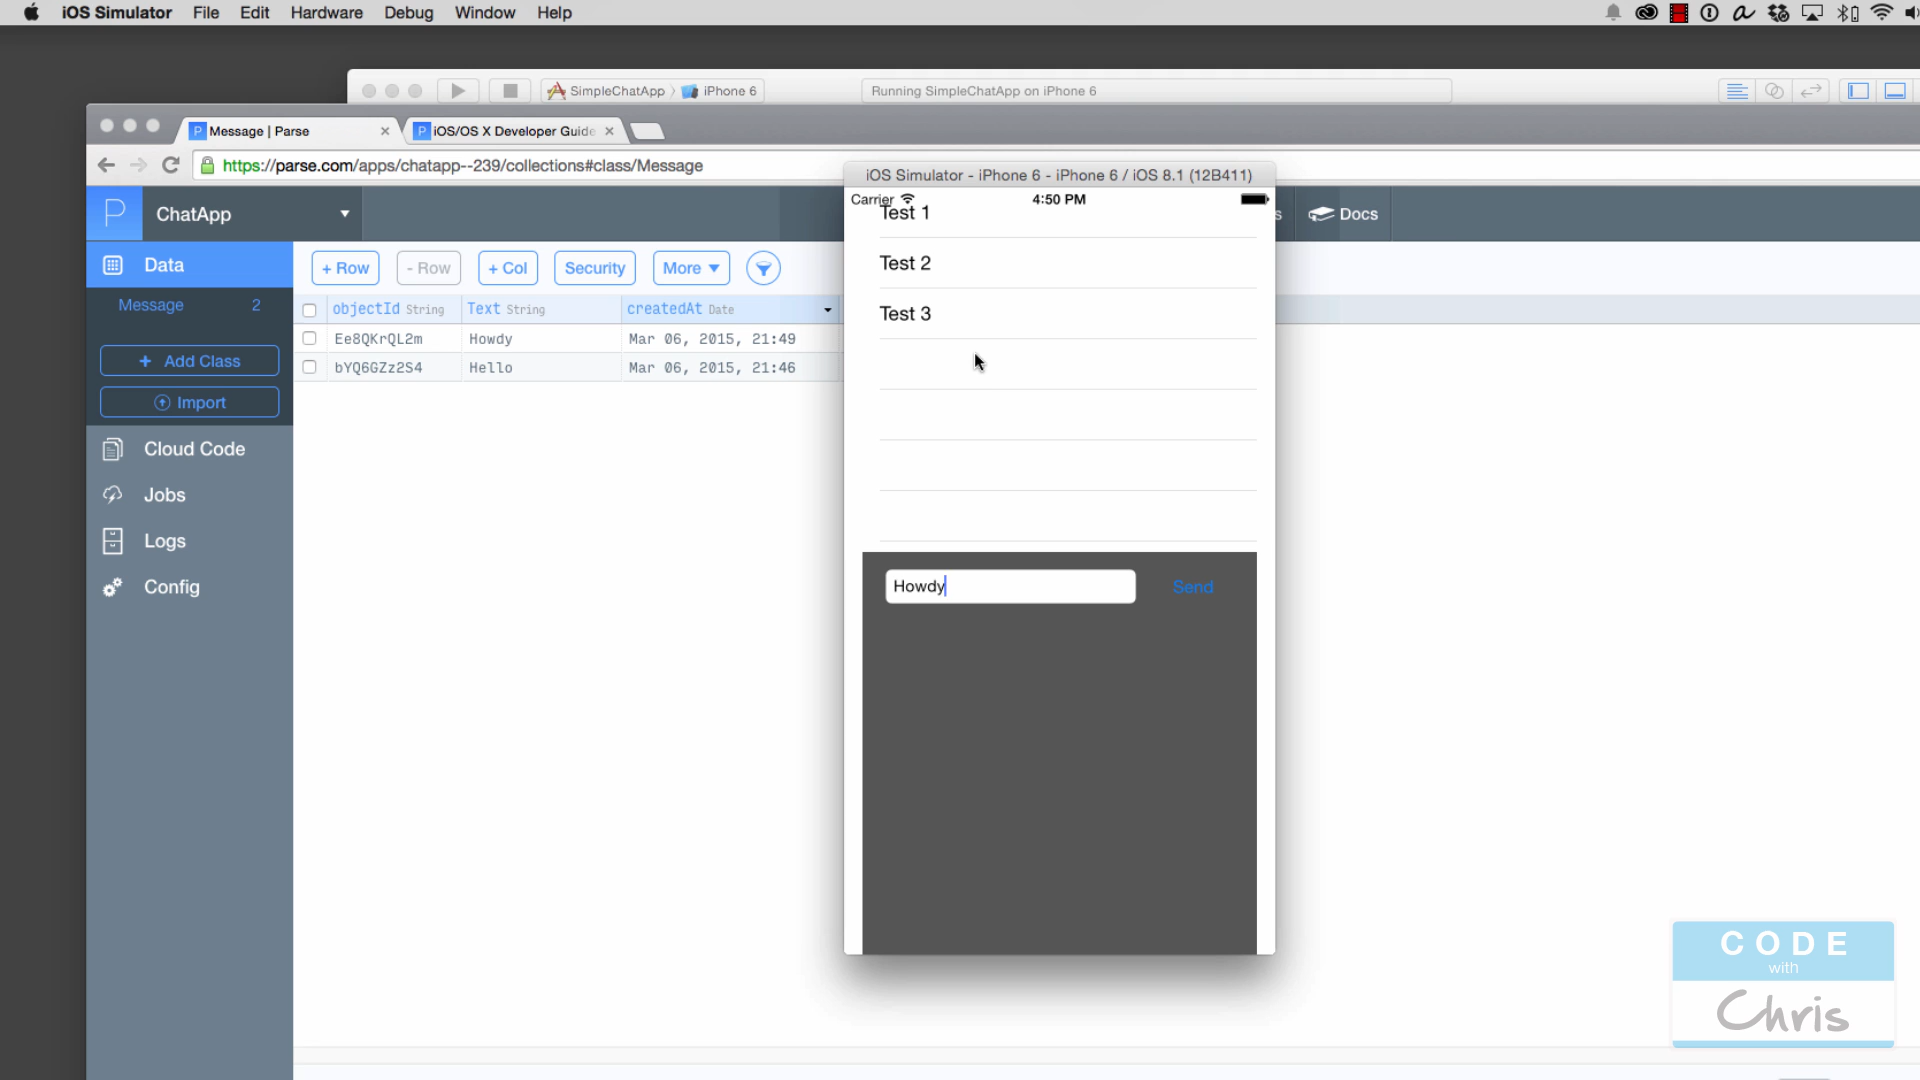 iOS Simulator File Edit Hardware Debug Window Help
SimpleChatApp iPhone 6 Running SimpleChatApp on iPhone 6
Message | Parse iOS/OS X Developer Guide
https://parse.com/apps/chatapp--239/collections#class/Message
iOS Simulator - iPhone 6 - iPhone 6 / iOS 8.1 (12B411)
Carrier 4:50 PM
P ChatApp s Docs
Test 1
Data + Row - Row + Col Security More
Test 2
Message 2
objectId String Text String createdAt Date
Test 3
Ee8QKrQL2m Howdy Mar 06, 2015, 21:49
bYQ6GZz2S4 Hello Mar 06, 2015, 21:46
+ Add Class
Import
Cloud Code
Jobs
Logs
Config
Howdy Send
CODE
with
Chris